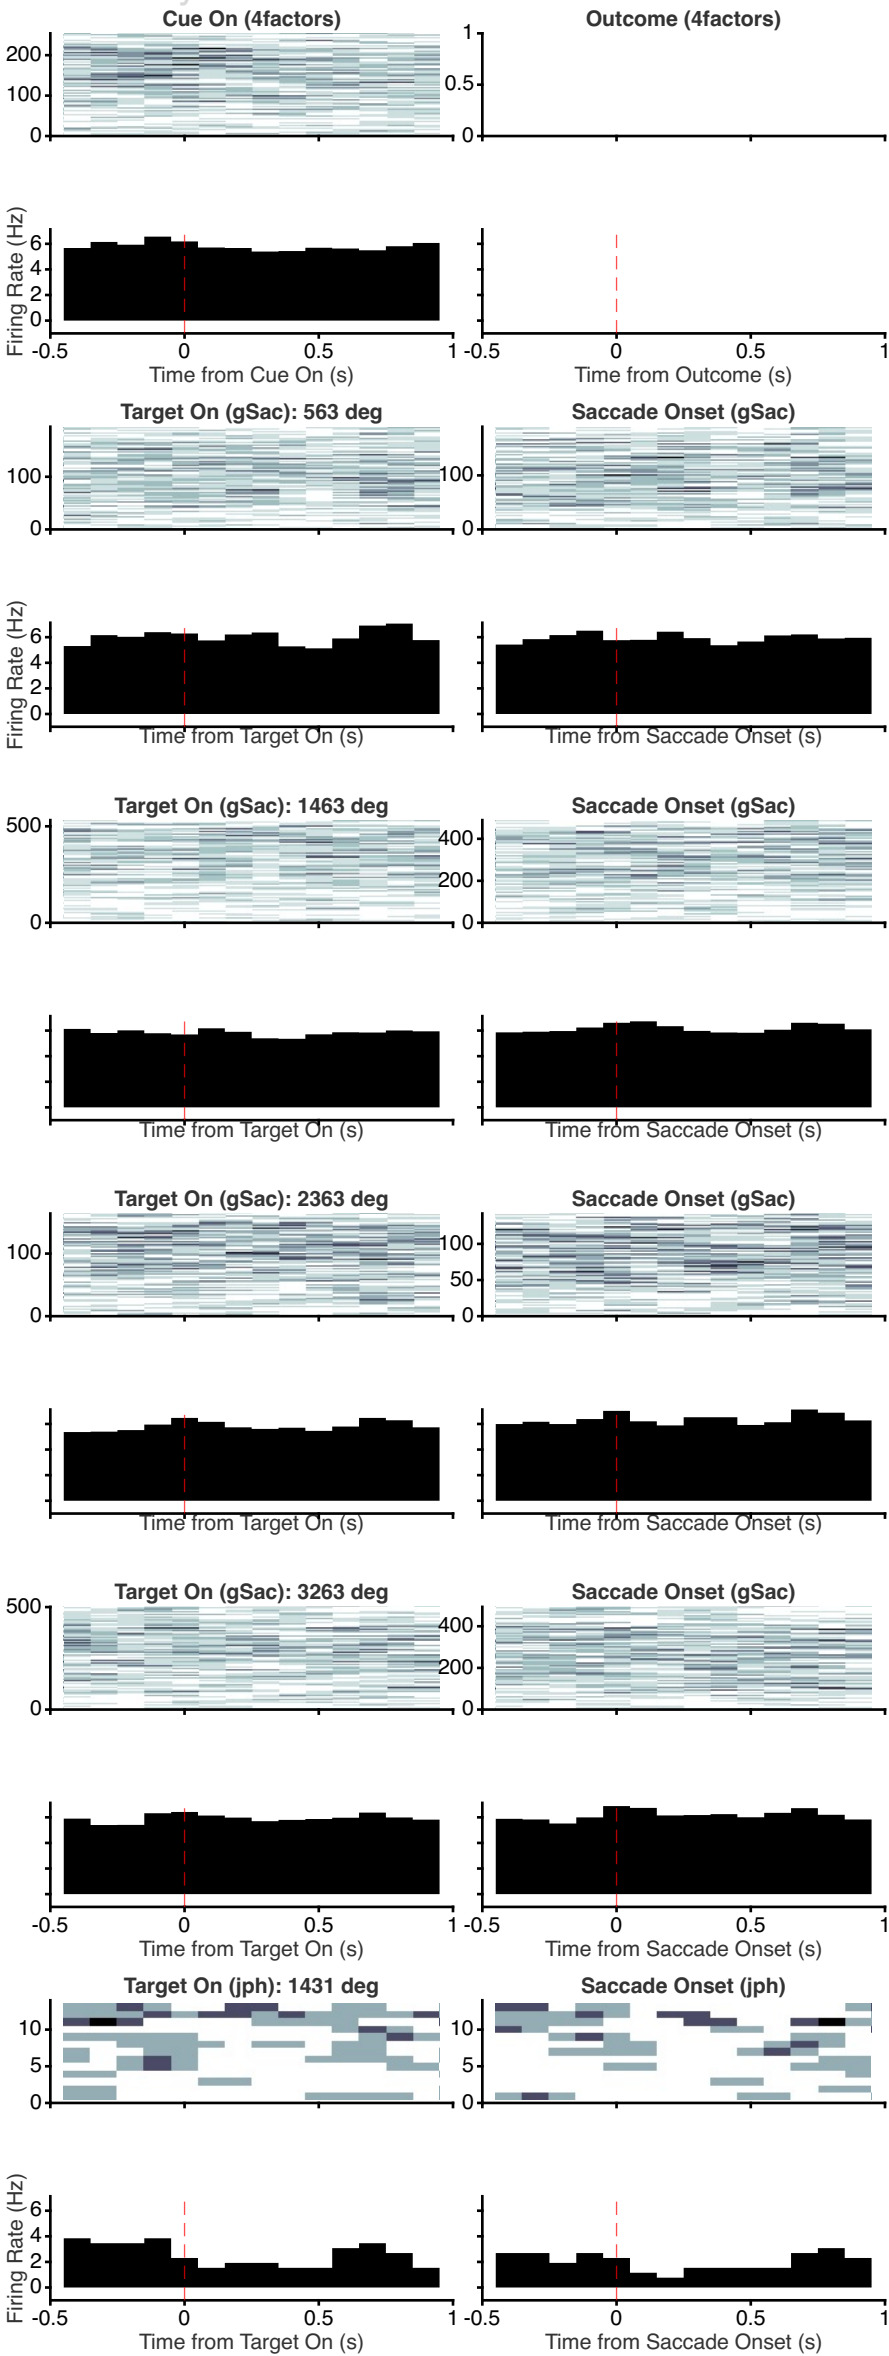 Cue On (4factors)
Outcome (4factors)
200
100
0
1
0.5
0
Firing Rate (Hz)
6
4
2
0
-0.5 0 0.5 1
Time from Cue On (s)
-0.5 0 0.5 1
Time from Outcome (s)
Target On (gSac): 563 deg
Saccade Onset (gSac)
100
0
100
0
Firing Rate (Hz)
6
4
2
0
Time from Target On (s)
Time from Saccade Onset (s)
Target On (gSac): 1463 deg
Saccade Onset (gSac)
500
0
400
200
0
Time from Target On (s)
Time from Saccade Onset (s)
Target On (gSac): 2363 deg
Saccade Onset (gSac)
100
0
100
50
0
Time from Target On (s)
Time from Saccade Onset (s)
Target On (gSac): 3263 deg
Saccade Onset (gSac)
500
0
400
200
0
-0.5 0 0.5 1
Time from Target On (s)
-0.5 0 0.5 1
Time from Saccade Onset (s)
Target On (jph): 1431 deg
Saccade Onset (jph)
10
5
0
10
5
0
Firing Rate (Hz)
6
4
2
0
-0.5 0 0.5 1
Time from Target On (s)
-0.5 0 0.5 1
Time from Saccade Onset (s)